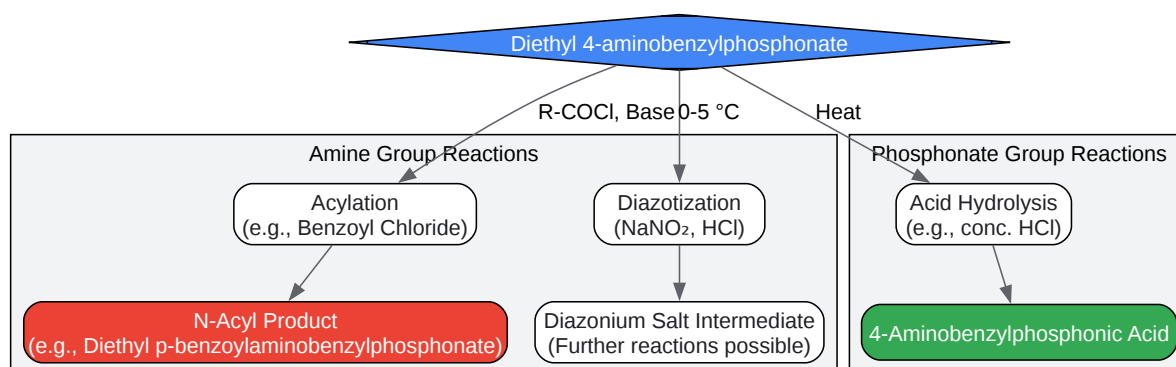 Diethyl 4-aminobenzylphosphonate
R-COCl, Base
0-5 °C
Heat
Amine Group Reactions
Phosphonate Group Reactions
Acylation
(e.g., Benzoyl Chloride)
Diazotization
(NaNO₂, HCl)
Acid Hydrolysis
(e.g., conc. HCl)
N-Acyl Product
(e.g., Diethyl p-benzoylaminobenzylphosphonate)
Diazonium Salt Intermediate
(Further reactions possible)
4-Aminobenzylphosphonic Acid